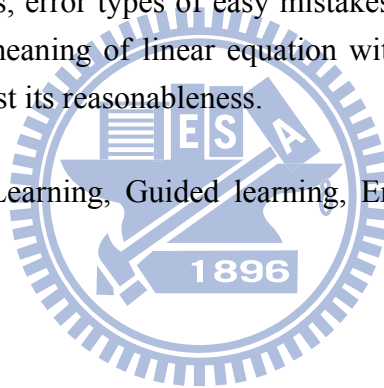 s, error types of easy mistakes
neaning of linear equation wit
st its reasonableness.
E S
A
Learning, Guided learning, Er
1896